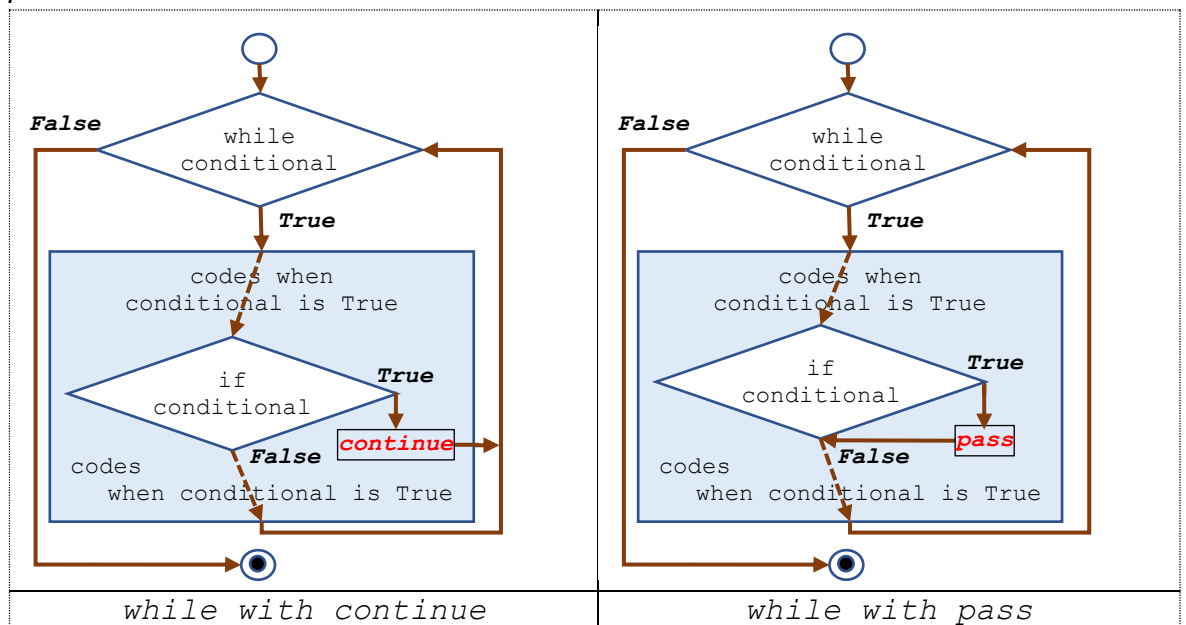 False
while
conditional
True
codes when
conditional is True
if
conditional
True
continue
False
codes
when conditional is True
while with continue
False
while
conditional
True
codes when
conditional is True
if
conditional
True
pass
False
codes
when conditional is True
while with pass